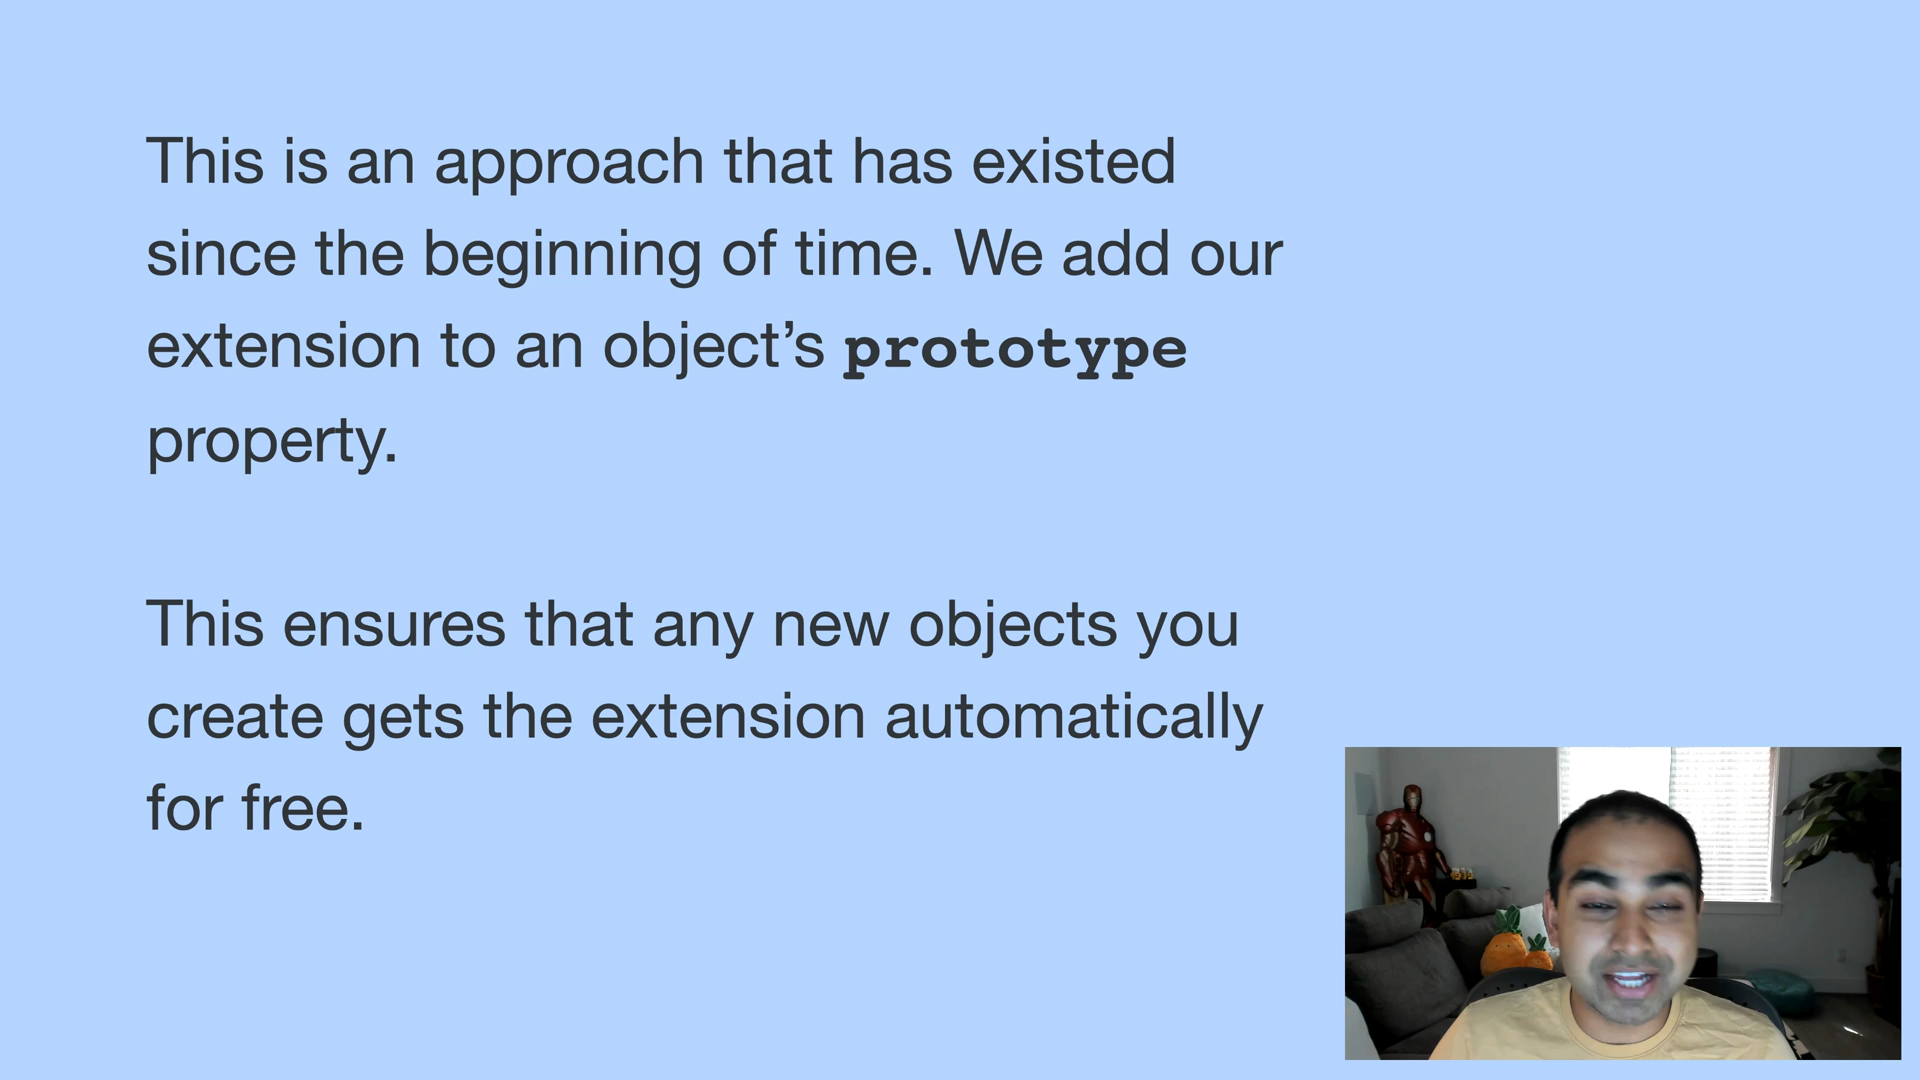 This is an approach that has existed
since the beginning of time. We add our
extension to an object’s prototype
property.
This ensures that any new objects you
create gets the extension automatically
for free.